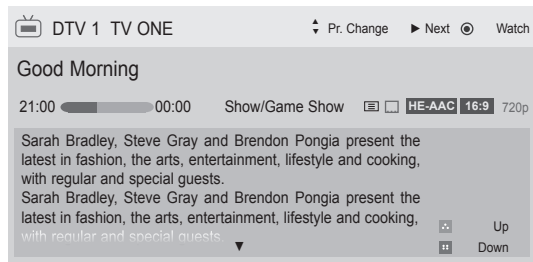 DTV 1 TV ONE Pr. Change Next Watch
Good Morning
21:00 00:00 Show/Game Show HE-AAC 16:9 720p
Sarah Bradley, Steve Gray and Brendon Pongia present the
latest in fashion, the arts, entertainment, lifestyle and cooking,
with regular and special guests.
Sarah Bradley, Steve Gray and Brendon Pongia present the
latest in fashion, the arts, entertainment, lifestyle and cooking,
with regular and special guests.
Up
Down